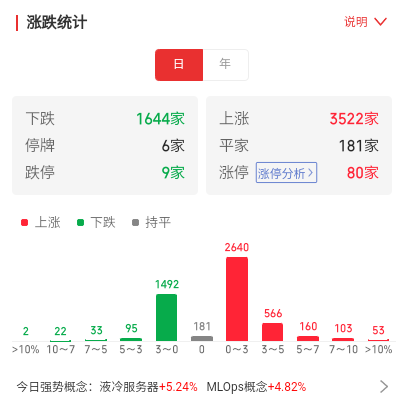 涨跌统计 说明
日 年
下跌 1644家 上涨 3522家
停牌 6家 平家 181家
跌停 9家 涨停 涨停分析 80家
上涨 下跌 持平
2 22 33 95 1492 181 2640 566 160 103 53
>10% 10～7 7～5 5～3 3～0 0 0～3 3～5 5～7 7～10 >10%
今日强势概念：液冷服务器+5.24% MLOps概念+4.82%